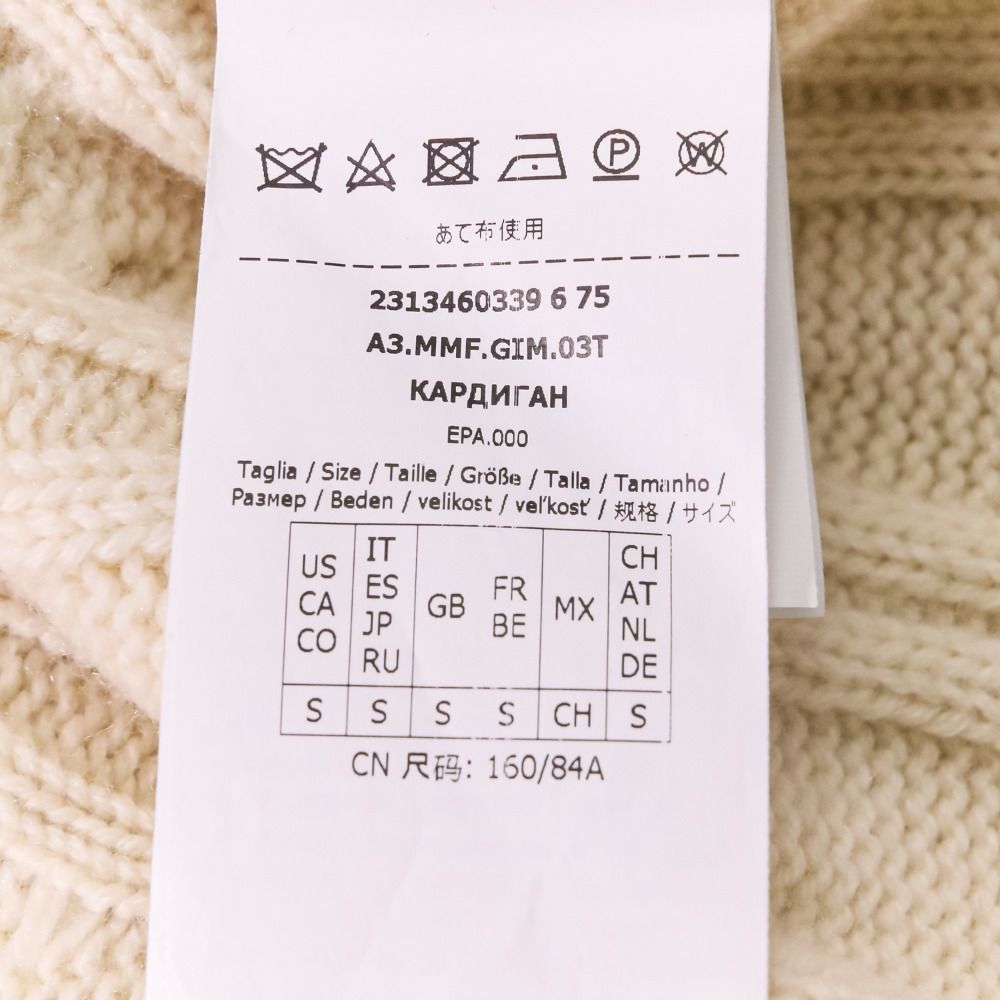 P
W
あて布使用
2313460339 6 75
A3.MMF.GIM.03T
КАРДИГАН
EPA.000
Taglia / Size / Taille / Größe / Talla / Tamanho /
Размер / Beden / velikost / veľkosť / 规格 / サイズ
US CA CO
IT ES JP RU
GB
FR BE
MX
CH AT NL DE
S S S S CH S
CN 尺码: 160/84A